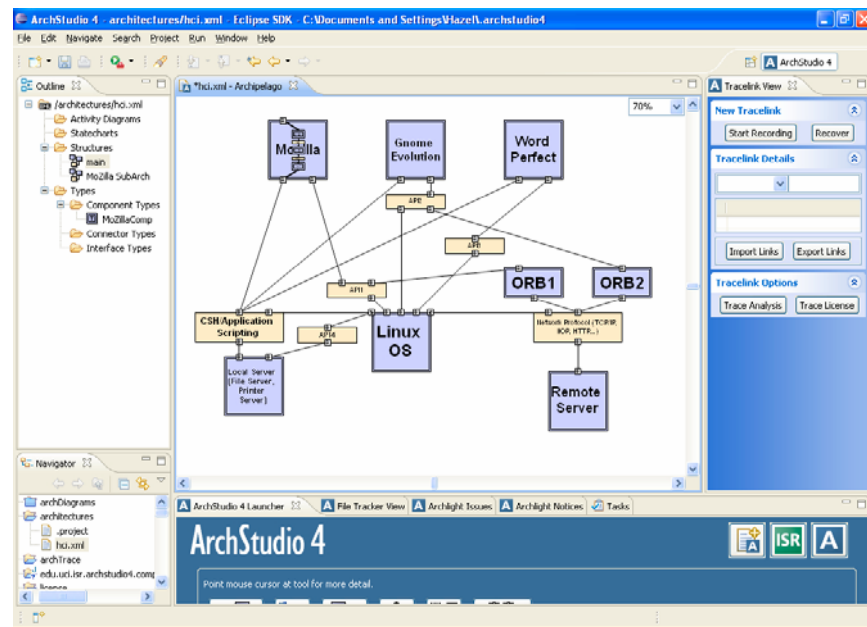 ArchStudio 4 - architectures/hci.xml - Eclipse SDK - C:\Documents and Settings\Hazel\.archstudio4
File Edit Navigate Search Project Run Window Help
ArchStudio 4
Outline
/architectures/hci.xml
Activity Diagrams
Statecharts
Structures
main
MoZilla SubArch
Types
Component Types
MoZillaComp
Connector Types
Interface Types
*hci.xml - Archipelago
70%
Gnome
Evolution
Word
Perfect
ORB1
ORB2
CSH/Application
Scripting
Linux
OS
Network Protocol (TCP/IP,
HTTP...)
Local Server
(File Server,
Printer
Server)
Remote
Server
Tracelink View
New Tracelink
Start Recording Recover
Tracelink Details
Import Links Export Links
Tracelink Options
Trace Analysis Trace License
Navigator
archDiagrams
architectures
.project
hci.xml
archTrace
edu.uci.isr.archstudio4.comp
license
ArchStudio 4 Launcher File Tracker View Archlight Issues Archlight Notices Tasks
ArchStudio 4
ISR
Point mouse cursor at tool for more detail.